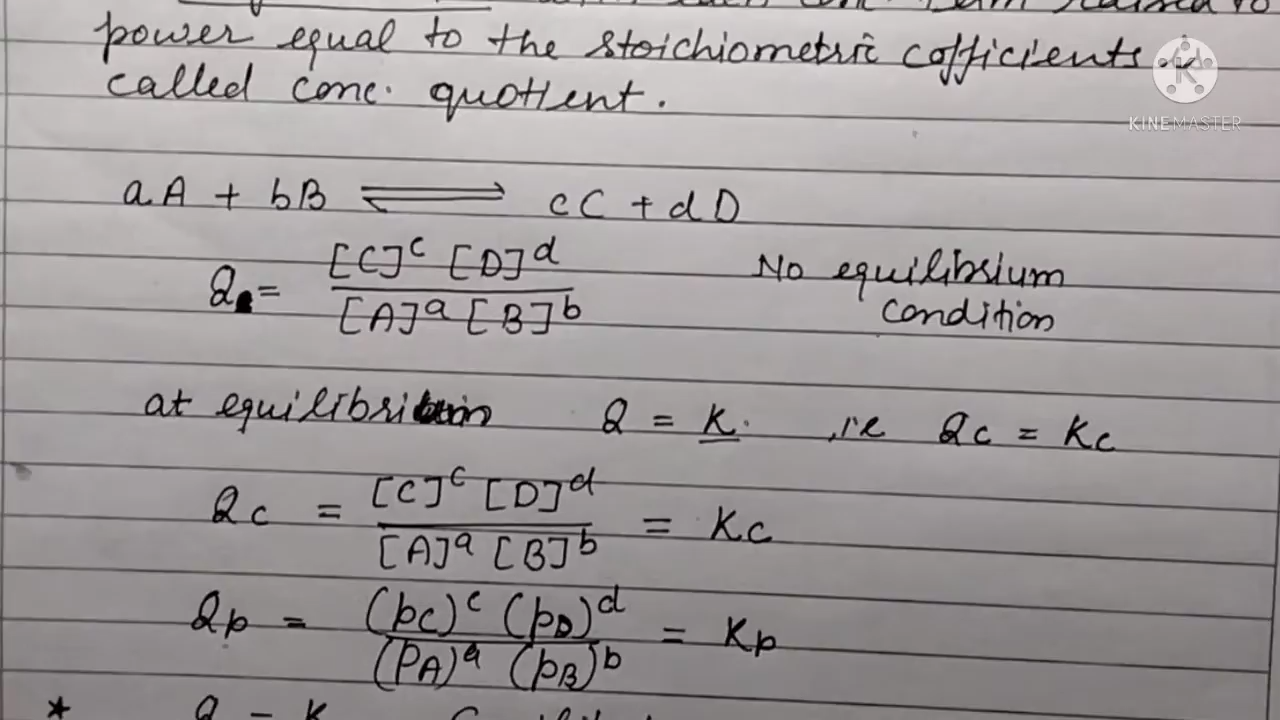 power equal to the stoichiometric cofficients.
called conc. quotient.
KINEMASTER
aA + bB ⇌ cC + dD
Q = [C]^c [D]^d / [A]^a [B]^b No equilibrium condition
at equilibrium Q = K. ,ie Qc = Kc
Qc = [C]^c [D]^d / [A]^a [B]^b = Kc
Qp = (pC)^c (pD)^d / (pA)^a (pB)^b = Kp
* Q = K